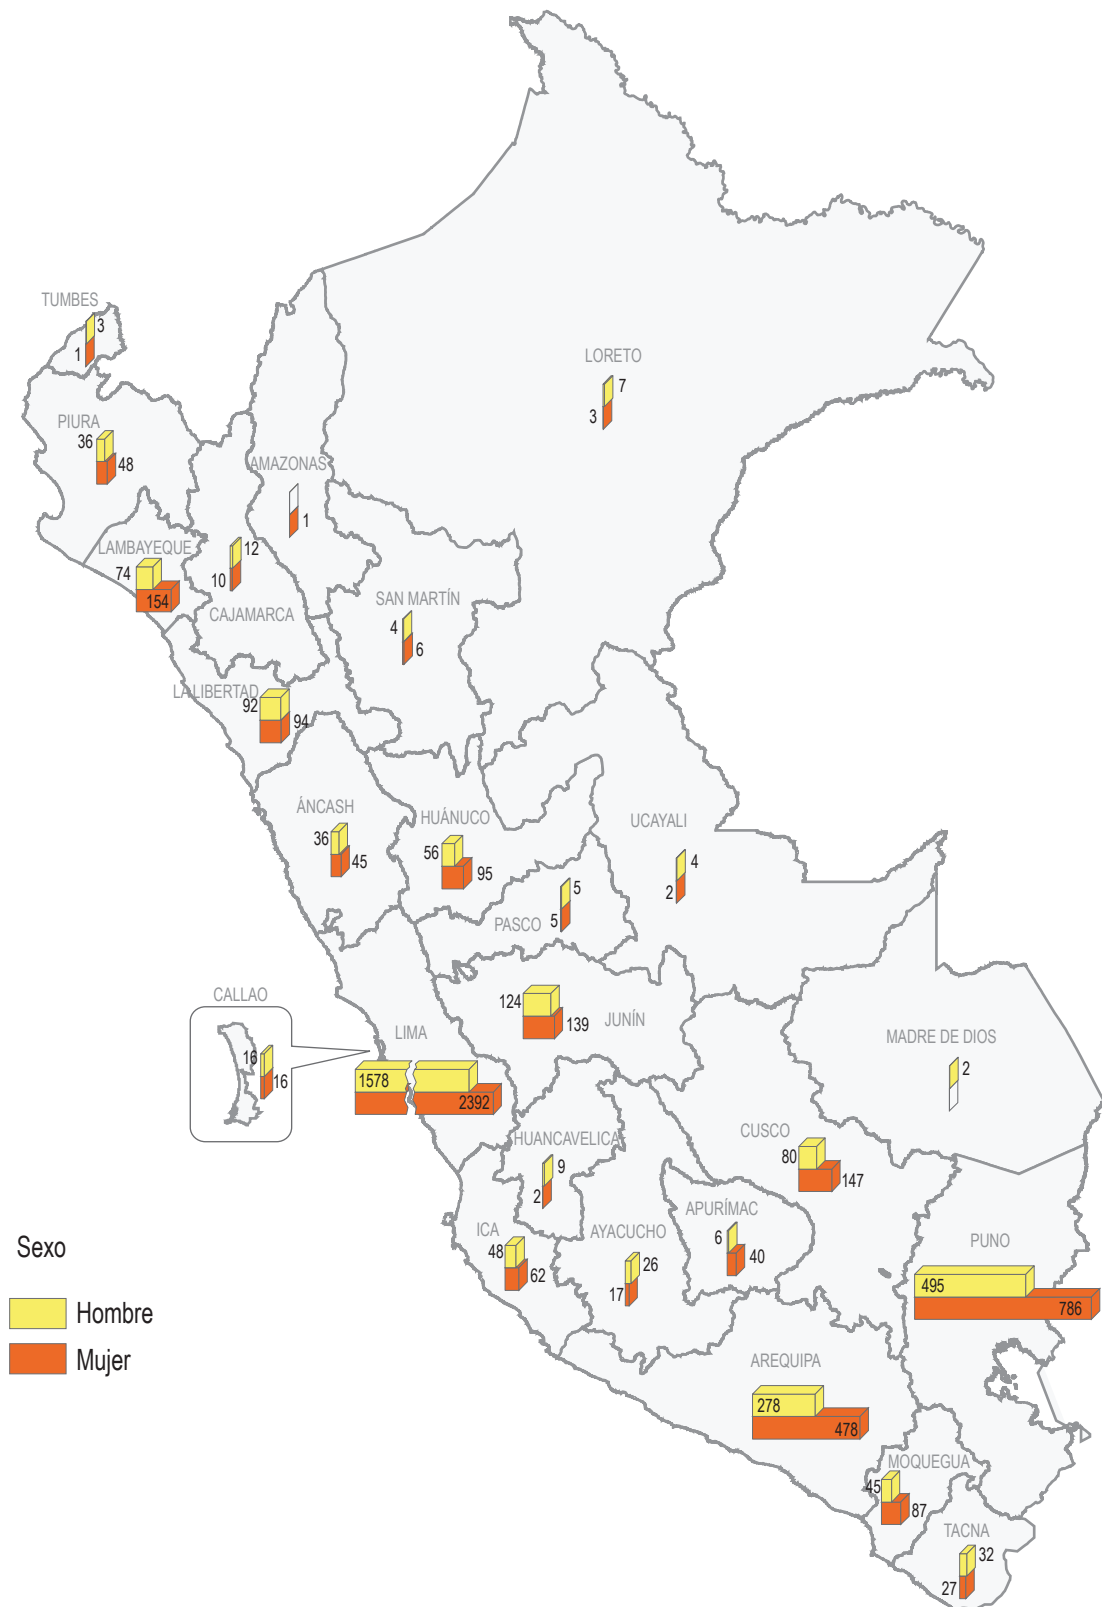 TUMBES
3
1
LORETO
7
3
PIURA
36
48
AMAZONAS
1
LAMBAYEQUE
74
154
12
10
CAJAMARCA
SAN MARTÍN
4
6
LA LIBERTAD
92
94
ÁNCASH
36
45
HUÁNUCO
56
95
UCAYALI
4
2
5
5
PASCO
CALLAO
16
16
LIMA
1578
2392
124
139
JUNÍN
MADRE DE DIOS
2
HUANCAVELICA
9
2
CUSCO
80
147
ICA
48
62
AYACUCHO
26
17
APURÍMAC
6
40
PUNO
495
786
Sexo
Hombre
Mujer
AREQUIPA
278
478
MOQUEGUA
45
87
TACNA
32
27